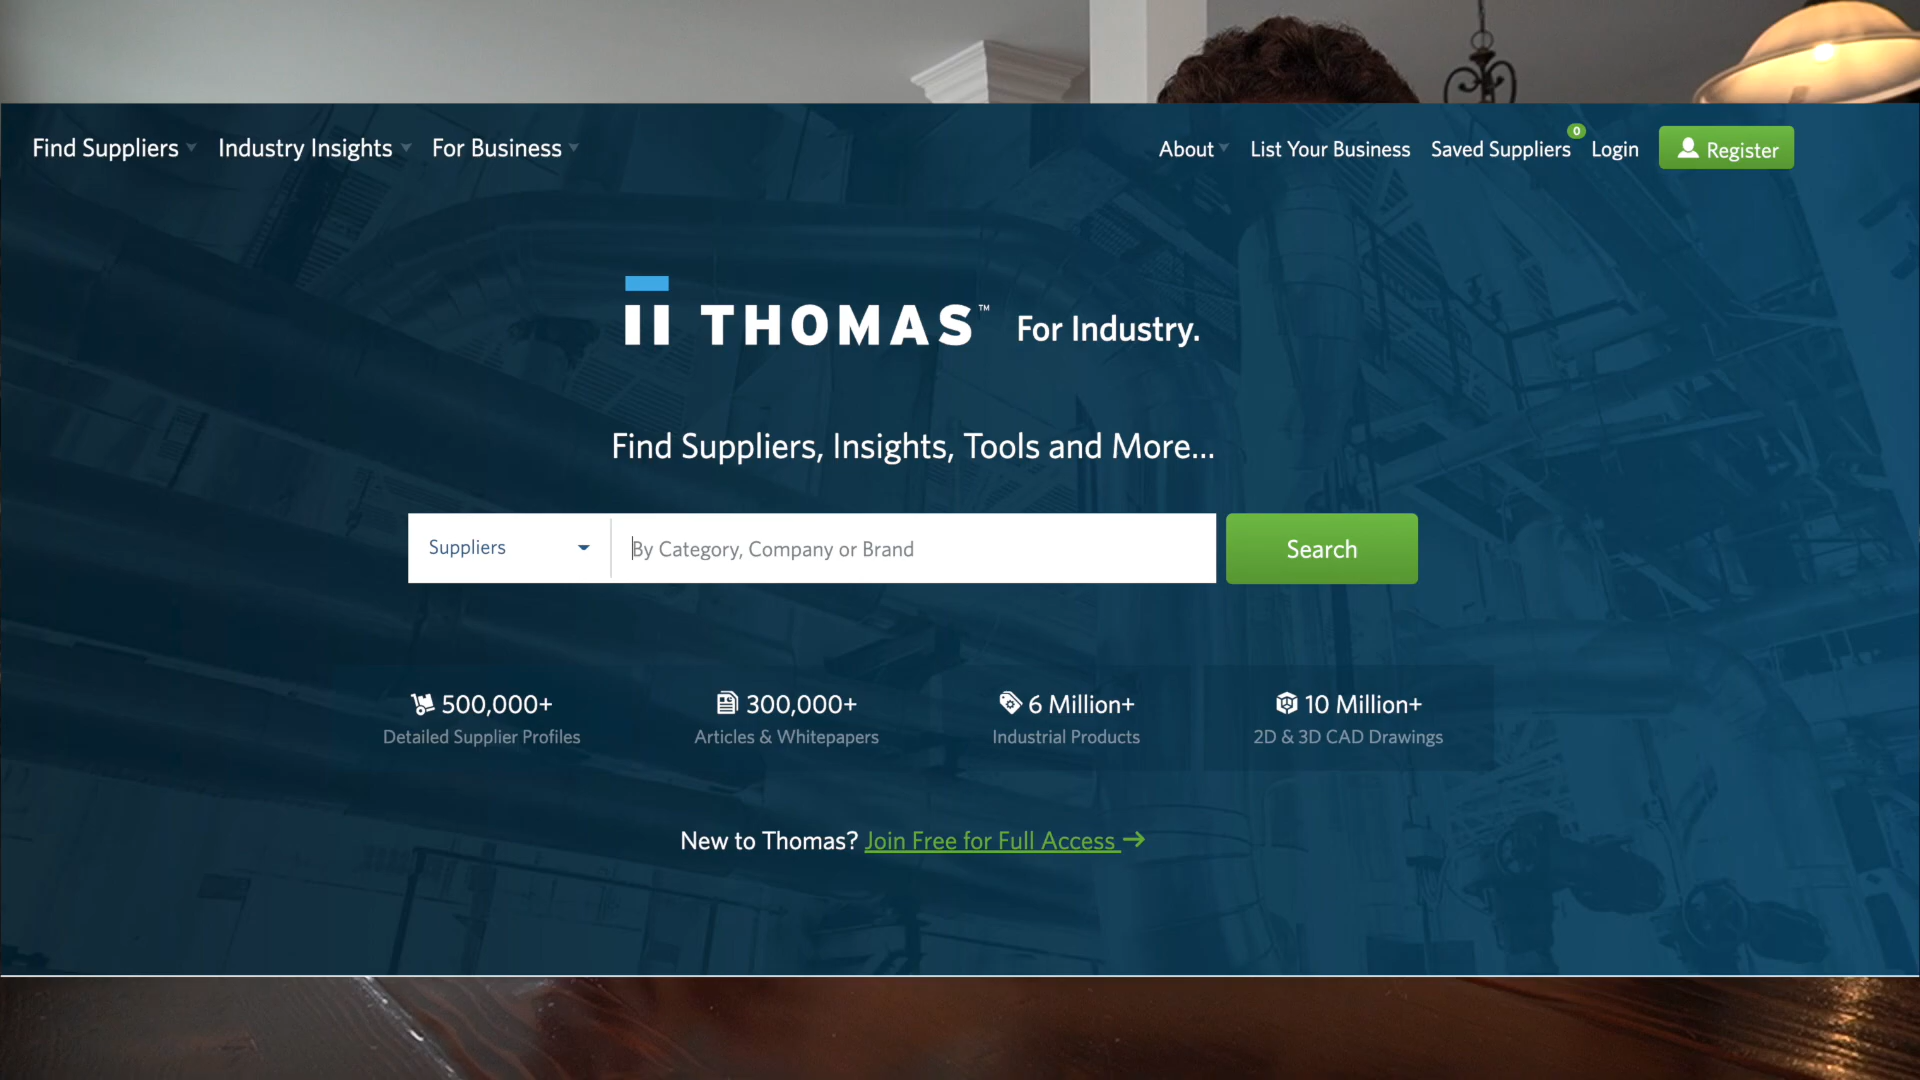 Find Suppliers Industry Insights For Business About List Your Business Saved Suppliers 0 Login Register
THOMAS™ For Industry.
Find Suppliers, Insights, Tools and More...
Suppliers By Category, Company or Brand Search
500,000+ 300,000+ 6 Million+ 10 Million+
Detailed Supplier Profiles Articles & Whitepapers Industrial Products 2D & 3D CAD Drawings
New to Thomas? Join Free for Full Access →